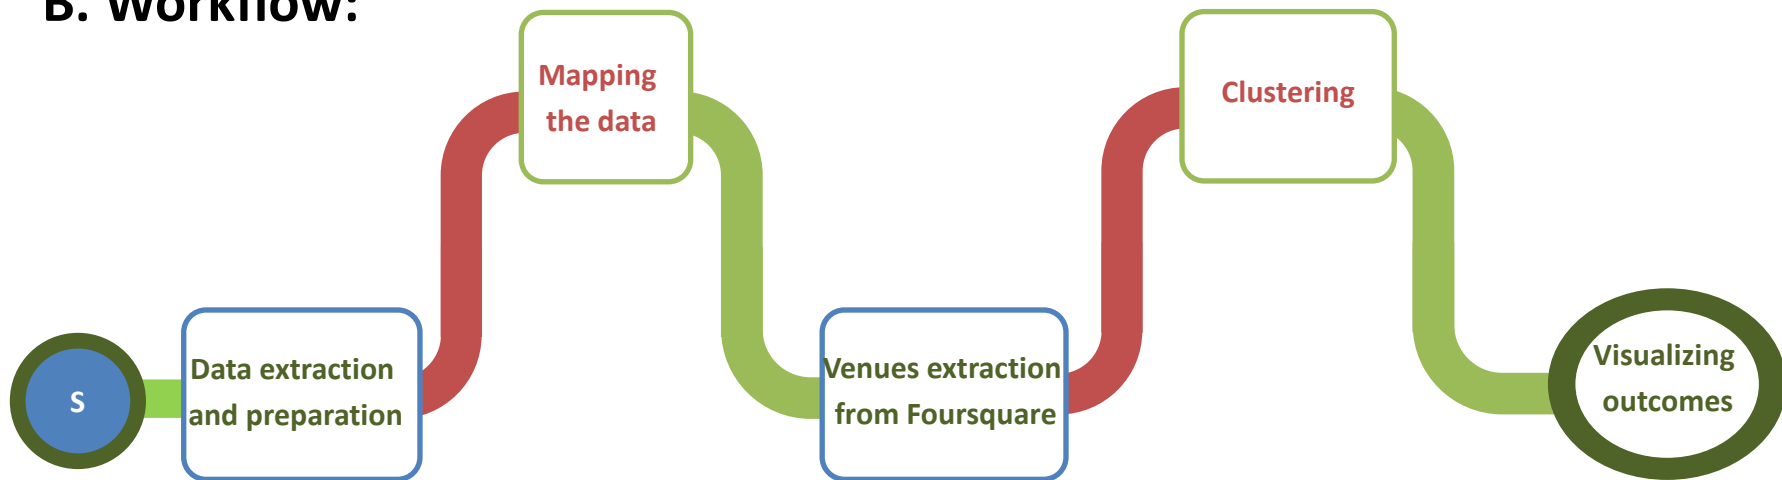 B. Workflow:
Mapping
the data
Clustering
S
Data extraction
and preparation
Venues extraction
from Foursquare
Visualizing
outcomes